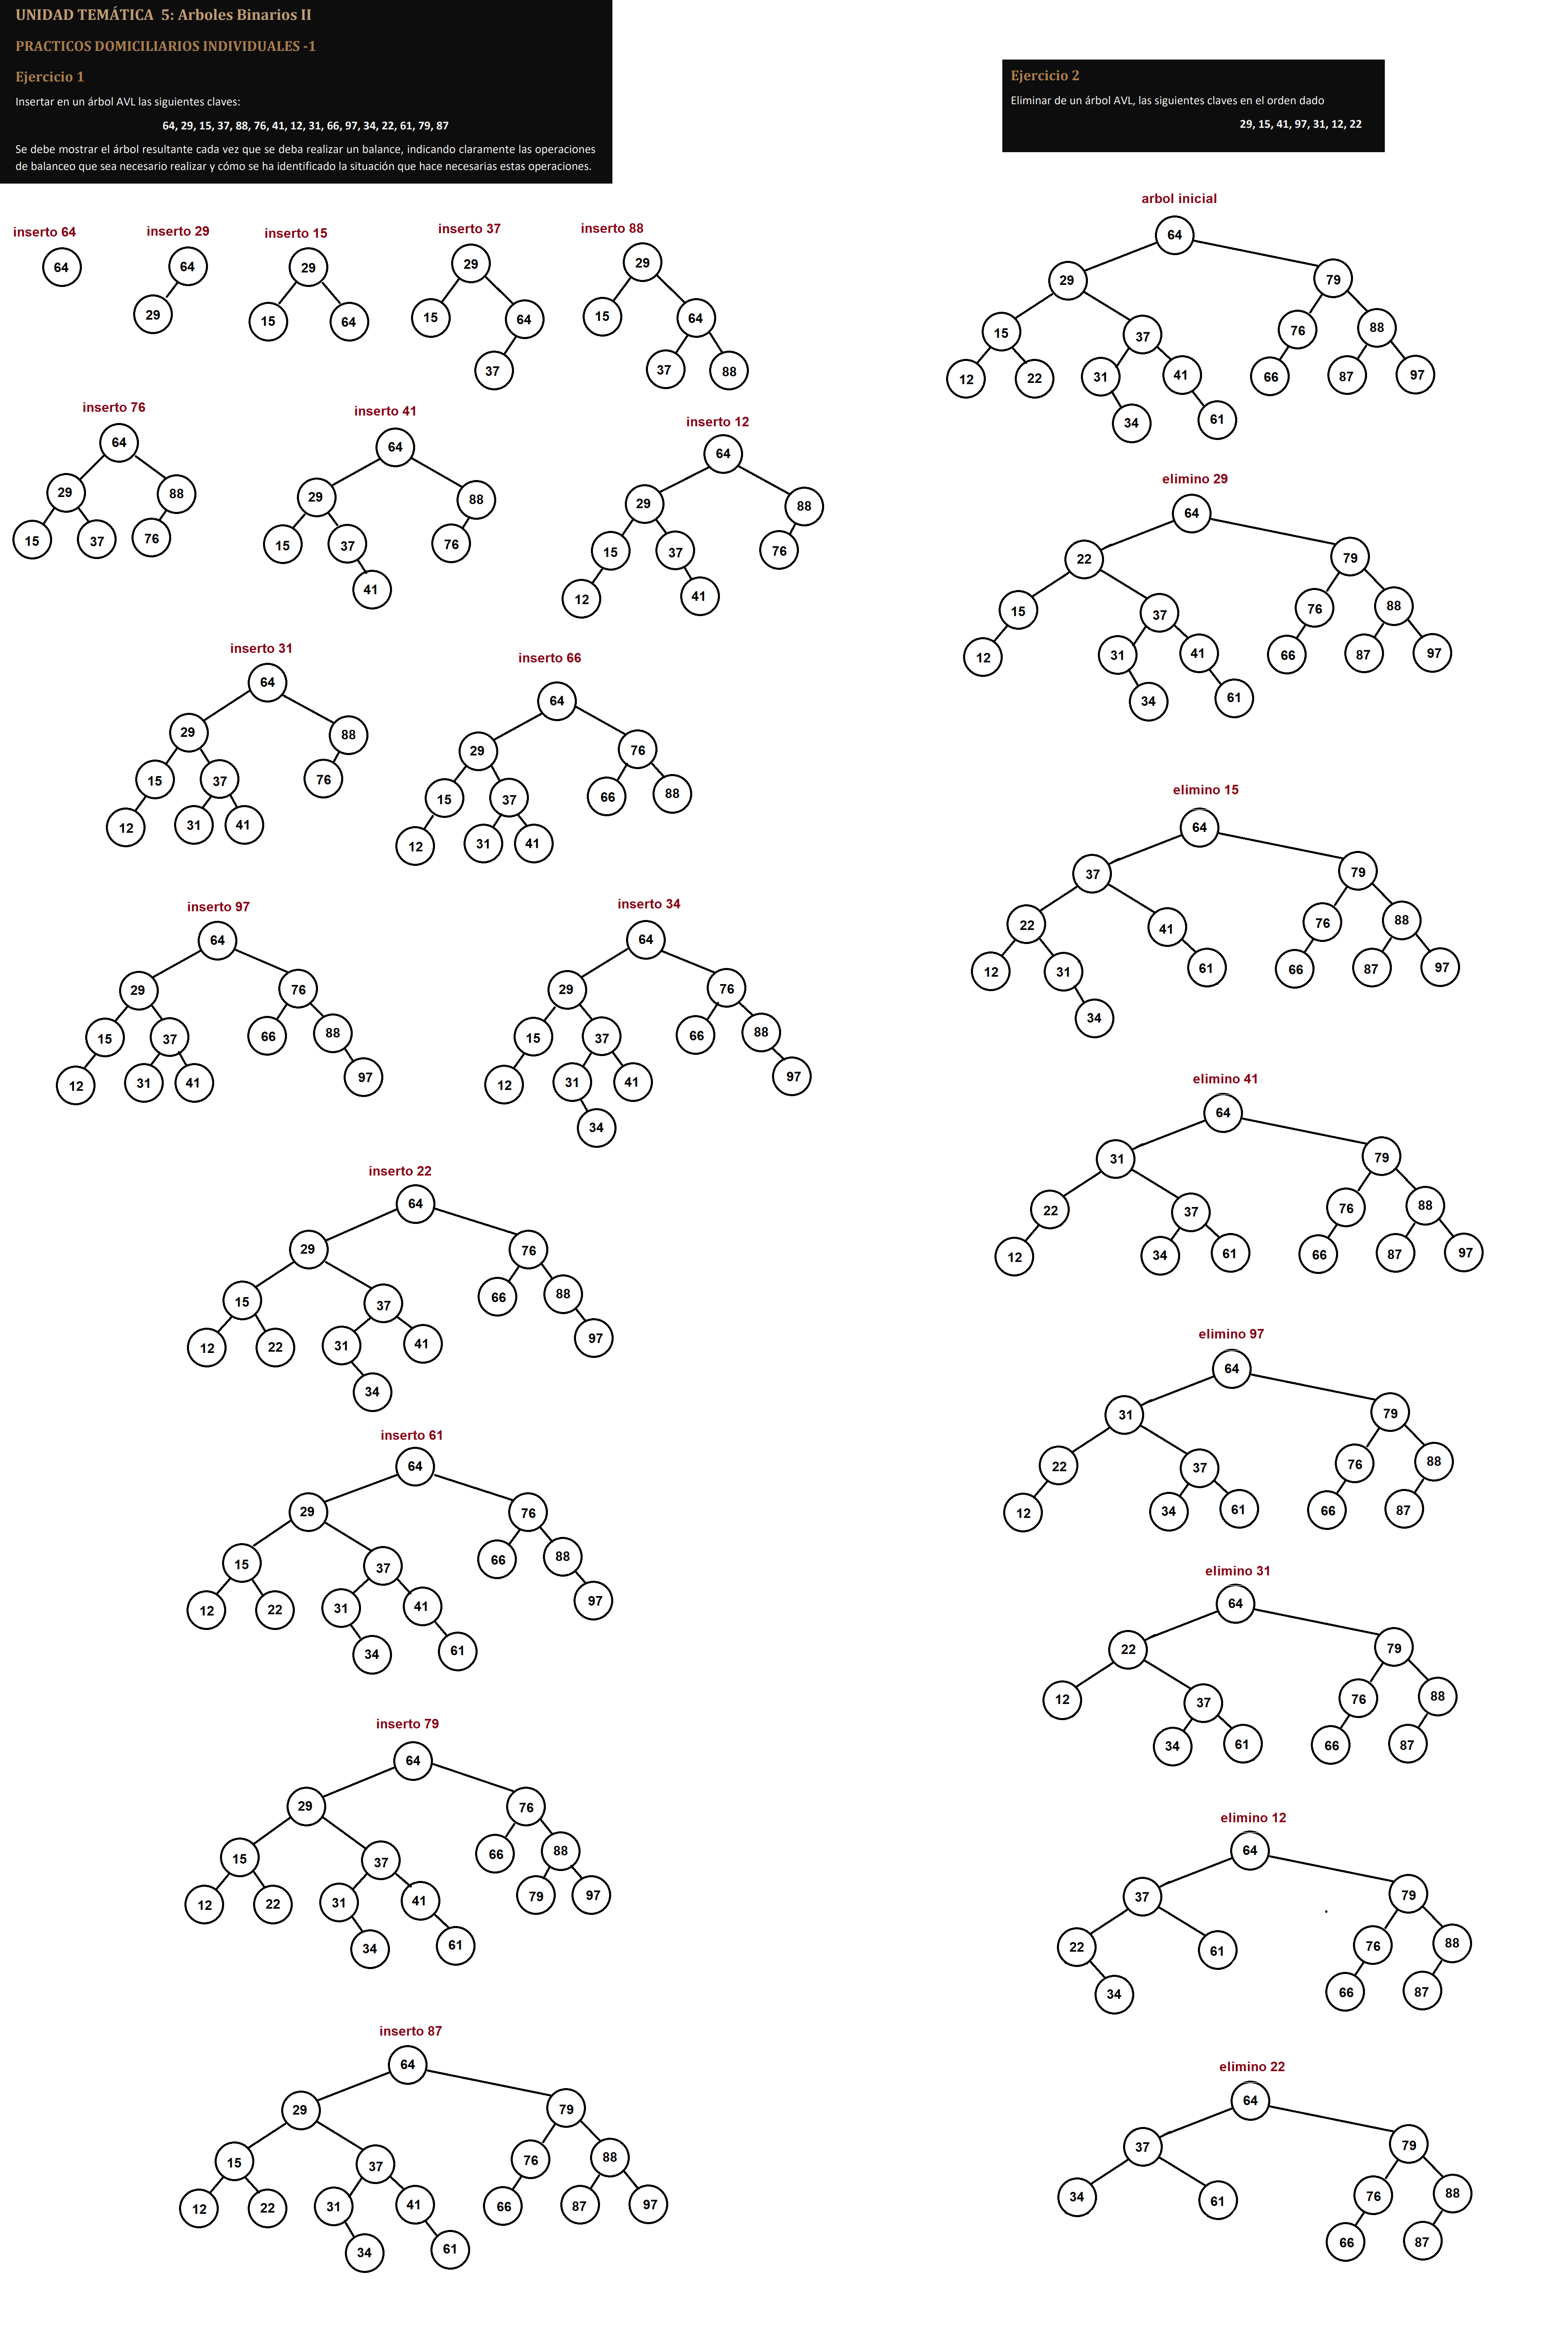 UNIDAD TEMÁTICA 5: Arboles Binarios II
PRACTICOS DOMICILIARIOS INDIVIDUALES -1
Ejercicio 1
Insertar en un árbol AVL las siguientes claves:
64, 29, 15, 37, 88, 76, 41, 12, 31, 66, 97, 34, 22, 61, 79, 87
Se debe mostrar el árbol resultante cada vez que se deba realizar un balance, indicando claramente las operaciones
de balanceo que sea necesario realizar y cómo se ha identificado la situación que hace necesarias estas operaciones.
inserto 64
64
inserto 29
64
29
inserto 15
29
15 64
inserto 37
29
15 64
37
inserto 88
29
15 64
37 88
inserto 76
64
29 88
15 37 76
inserto 41
64
29 88
15 37 76
41
inserto 12
64
29 88
15 37 76
12 41
inserto 31
64
29 88
15 37 76
12 31 41
inserto 66
64
29 76
15 37 66 88
12 31 41
inserto 97
64
29 76
15 37 66 88
12 31 41 97
inserto 34
64
29 76
15 37 66 88
12 31 41 97
34
inserto 22
64
29 76
15 37 66 88
12 22 31 41 97
34
inserto 61
64
29 76
15 37 66 88
12 22 31 41 97
34 61
inserto 79
64
29 76
15 37 66 88
12 22 31 41 79 97
34 61
inserto 87
64
29 79
15 37 76 88
12 22 31 41 66 87 97
34 61
Ejercicio 2
Eliminar de un árbol AVL, las siguientes claves en el orden dado
29, 15, 41, 97, 31, 12, 22
arbol inicial
64
29 79
15 37 76 88
12 22 31 41 66 87 97
34 61
elimino 29
64
22 79
15 37 76 88
12 31 41 66 87 97
34 61
elimino 15
64
37 79
22 41 76 88
12 31 61 66 87 97
34
elimino 41
64
31 79
22 37 76 88
12 34 61 66 87 97
elimino 97
64
31 79
22 37 76 88
12 34 61 66 87
elimino 31
64
22 79
12 37 76 88
34 61 66 87
elimino 12
64
37 79
22 61 76 88
34 66 87
elimino 22
64
37 79
34 61 76 88
66 87